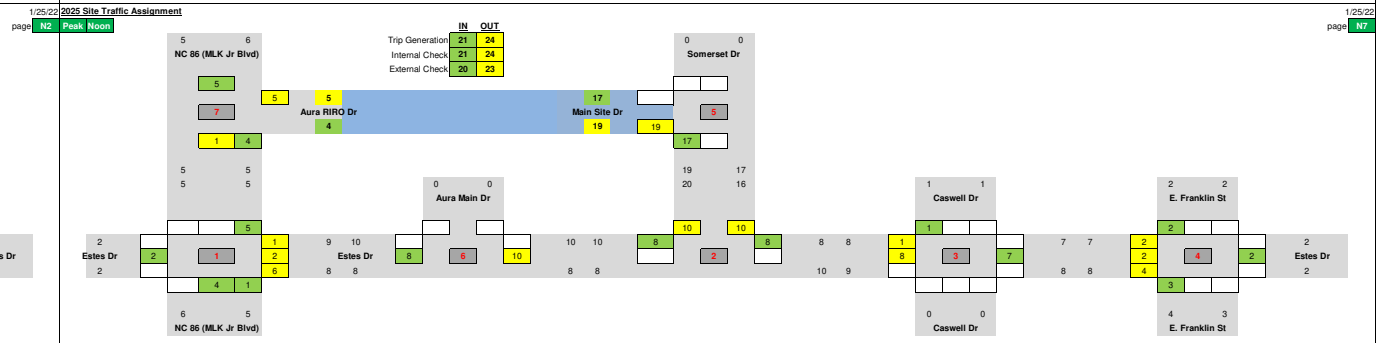 1/25/22 2025 Site Traffic Assignment 1/25/22
page N2 Peak Noon page N7
IN OUT
Trip Generation 21 24
Internal Check 21 24
External Check 20 23
5 6
NC 86 (MLK Jr Blvd)
0 0
Somerset Dr
5
5 5 17
7 Aura RIRO Dr Main Site Dr 5
4 19 19
1 4 17
5 5 19 17
5 5 20 16
0 0
Aura Main Dr
1 1
Caswell Dr
2 2
E. Franklin St
5 10 10 1 2
2 1 9 10 10 10 8 8 8 8 1 7 7 2 2
s Dr Estes Dr 2 1 2 Estes Dr 8 6 10 2 8 3 7 2 4 2 Estes Dr
2 6 8 8 8 8 10 9 8 8 4 2
4 1 3
6 5 0 0 4 3
NC 86 (MLK Jr Blvd) Caswell Dr E. Franklin St